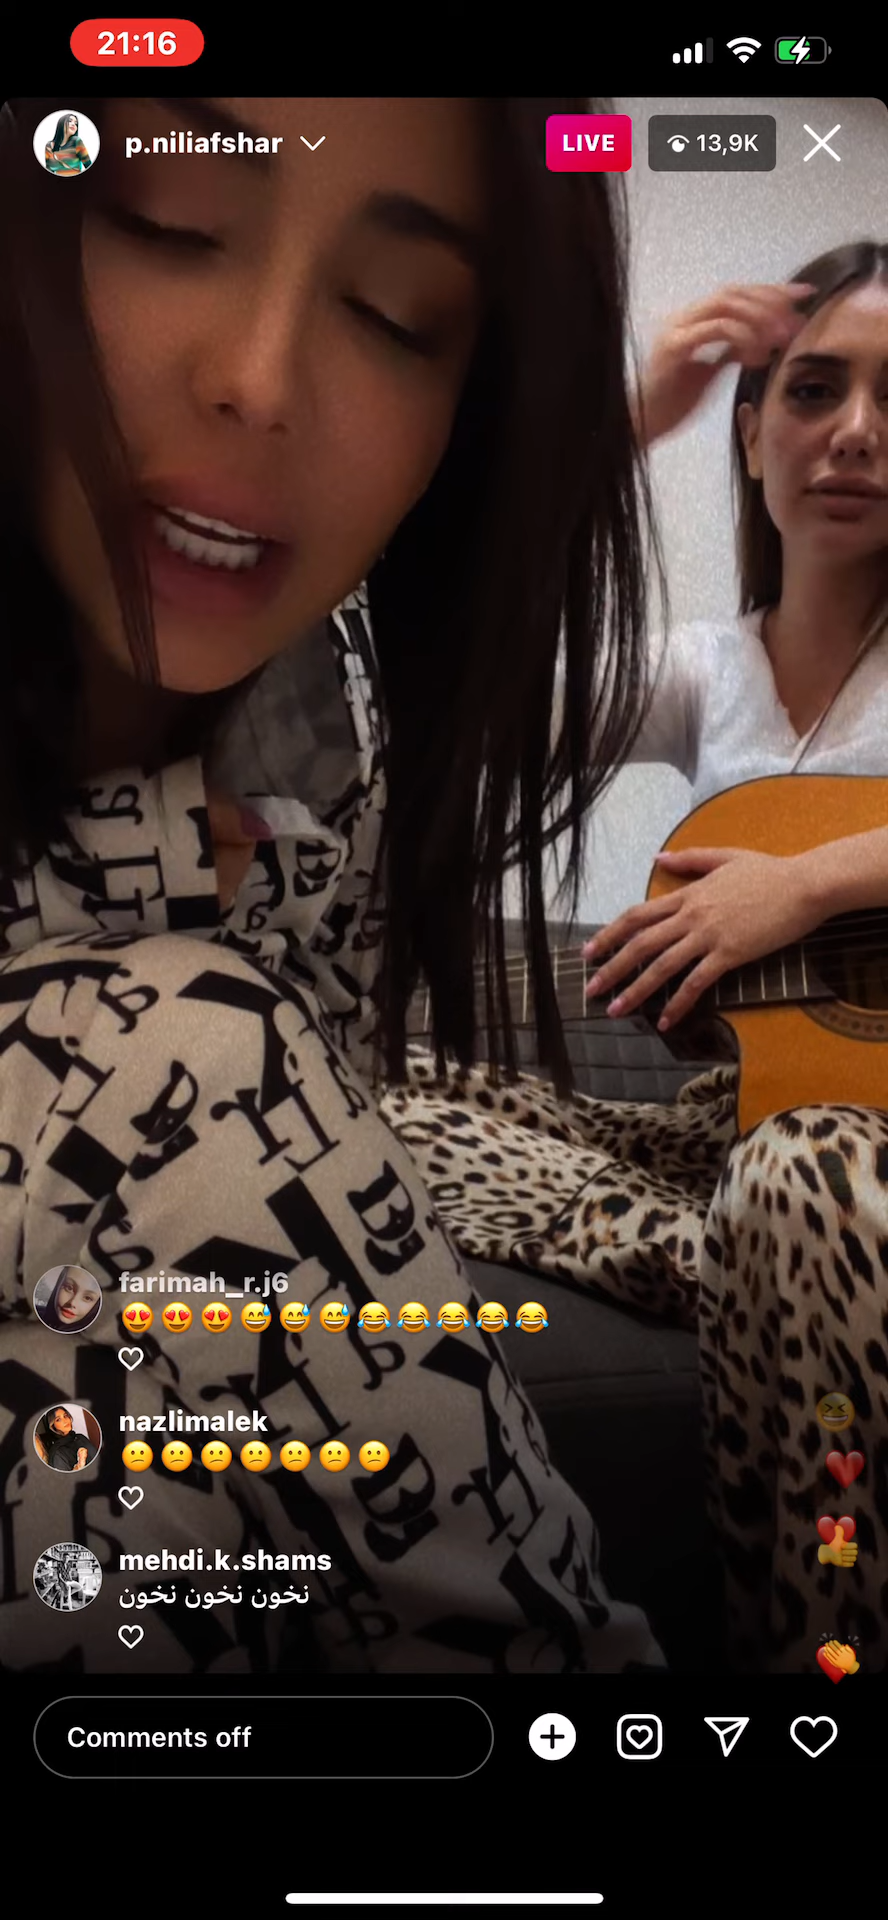 21:16
p.niliafshar
LIVE
13,9K
farimah_r.j6
😍😍😍😅😅😅😂😂😂😂😂
nazlimalek
😕😕😕😕😕😕😕
mehdi.k.shams
نخون نخون نخون
Comments off